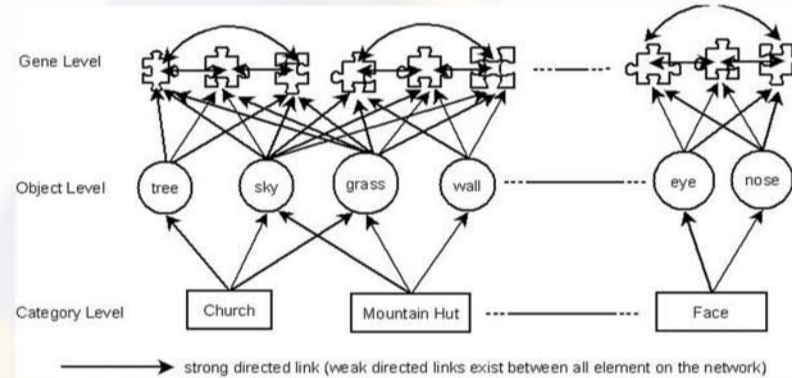 Gene Level
Object Level
tree
sky
grass
wall
eye
nose
Category Level
Church
Mountain Hut
Face
strong directed link (weak directed links exist between all element on the network)